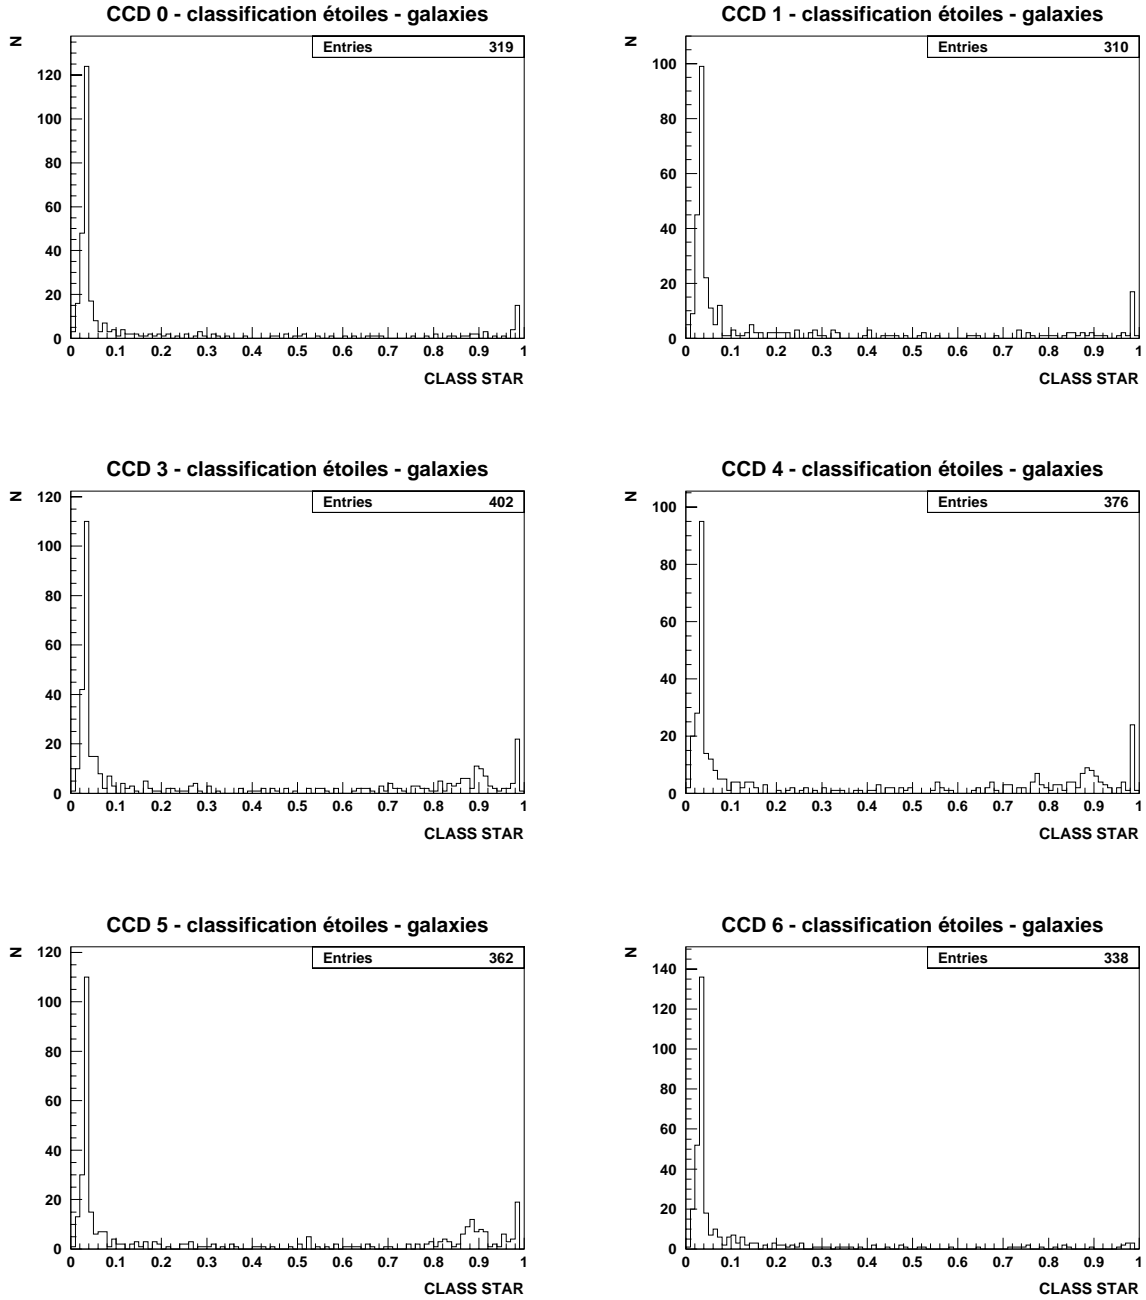 CCD 0 - classification étoiles - galaxies
N
Entries 319
120
100
80
60
40
20
0
0 0.1 0.2 0.3 0.4 0.5 0.6 0.7 0.8 0.9 1
CLASS STAR
CCD 1 - classification étoiles - galaxies
N
Entries 310
100
80
60
40
20
0
0 0.1 0.2 0.3 0.4 0.5 0.6 0.7 0.8 0.9 1
CLASS STAR
CCD 3 - classification étoiles - galaxies
N
Entries 402
120
100
80
60
40
20
0
0 0.1 0.2 0.3 0.4 0.5 0.6 0.7 0.8 0.9 1
CLASS STAR
CCD 4 - classification étoiles - galaxies
N
Entries 376
100
80
60
40
20
0
0 0.1 0.2 0.3 0.4 0.5 0.6 0.7 0.8 0.9 1
CLASS STAR
CCD 5 - classification étoiles - galaxies
N
Entries 362
120
100
80
60
40
20
0
0 0.1 0.2 0.3 0.4 0.5 0.6 0.7 0.8 0.9 1
CLASS STAR
CCD 6 - classification étoiles - galaxies
N
Entries 338
140
120
100
80
60
40
20
0
0 0.1 0.2 0.3 0.4 0.5 0.6 0.7 0.8 0.9 1
CLASS STAR